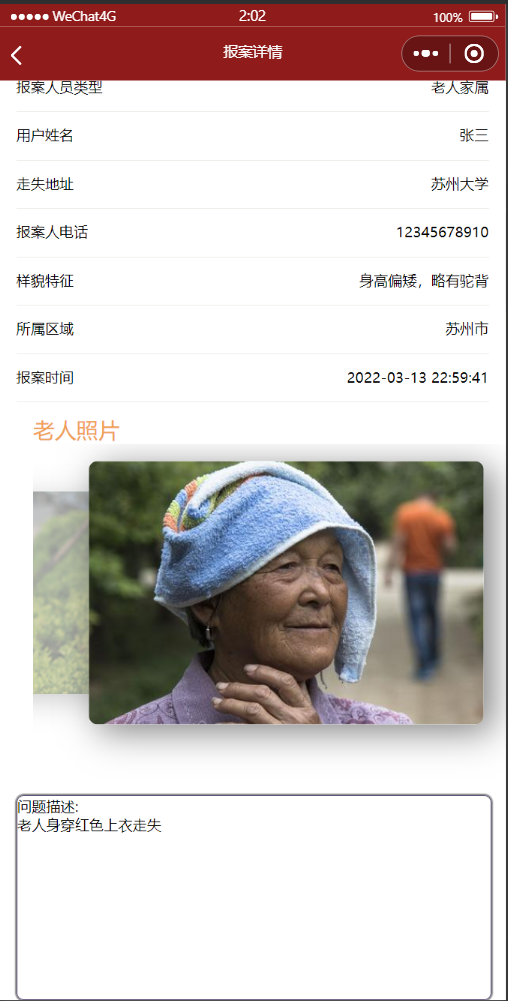 WeChat4G 2:02 100%
报案详情
报案人员类型 老人家属
用户姓名 张三
走失地址 苏州大学
报案人电话 12345678910
样貌特征 身高偏矮，略有驼背
所属区域 苏州市
报案时间 2022-03-13 22:59:41
老人照片
问题描述:
老人身穿红色上衣走失